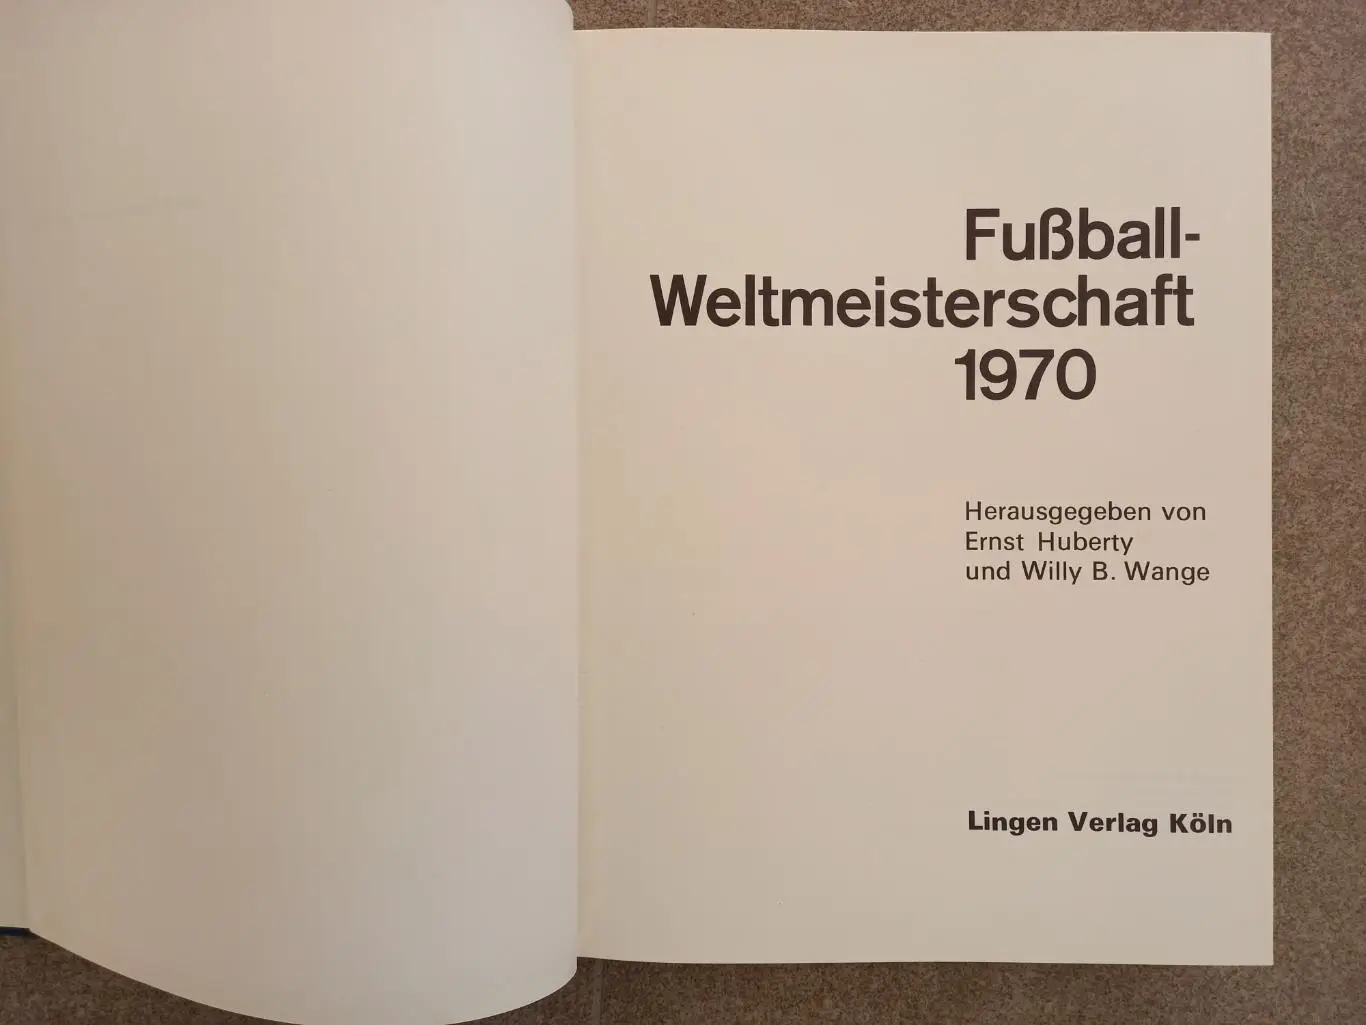 Fußball-
Weltmeisterschaft
1970
Herausgegeben von
Ernst Huberty
und Willy B. Wange
Lingen Verlag Köln